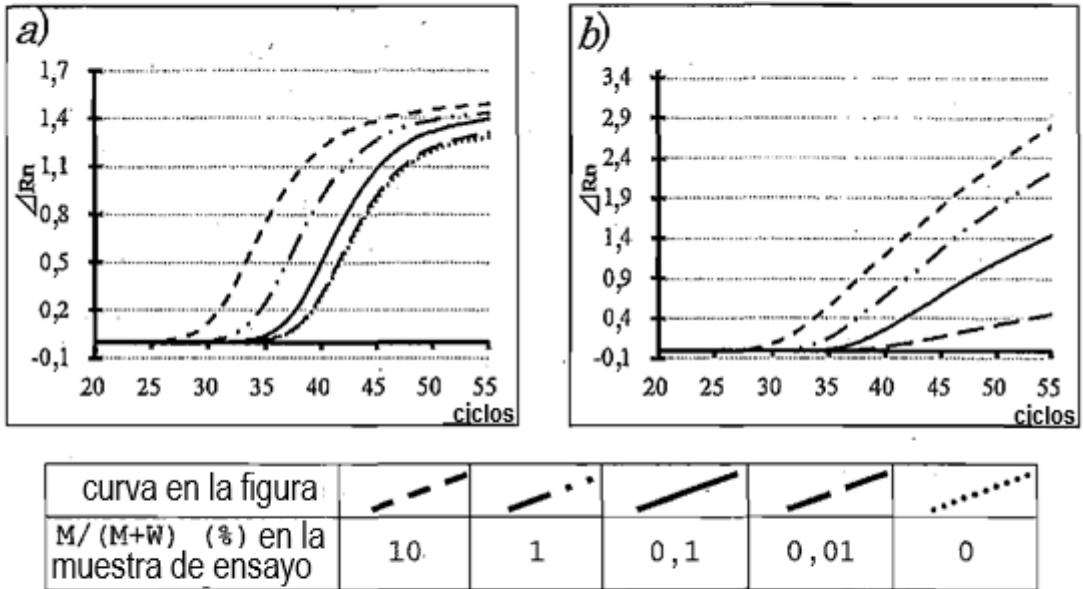 a)
1,7
1,4
1,1
0,8
0,5
0,2
-0,1
ΔRn
20 25 30 35 40 45 50 55
ciclos
b)
3,4
2,9
2,4
1,9
1,4
0,9
0,4
-0,1
ΔRn
20 25 30 35 40 45 50 55
ciclos
curva en la figura
M/(M+W) (%) en la
muestra de ensayo
10 1 0,1 0,01 0